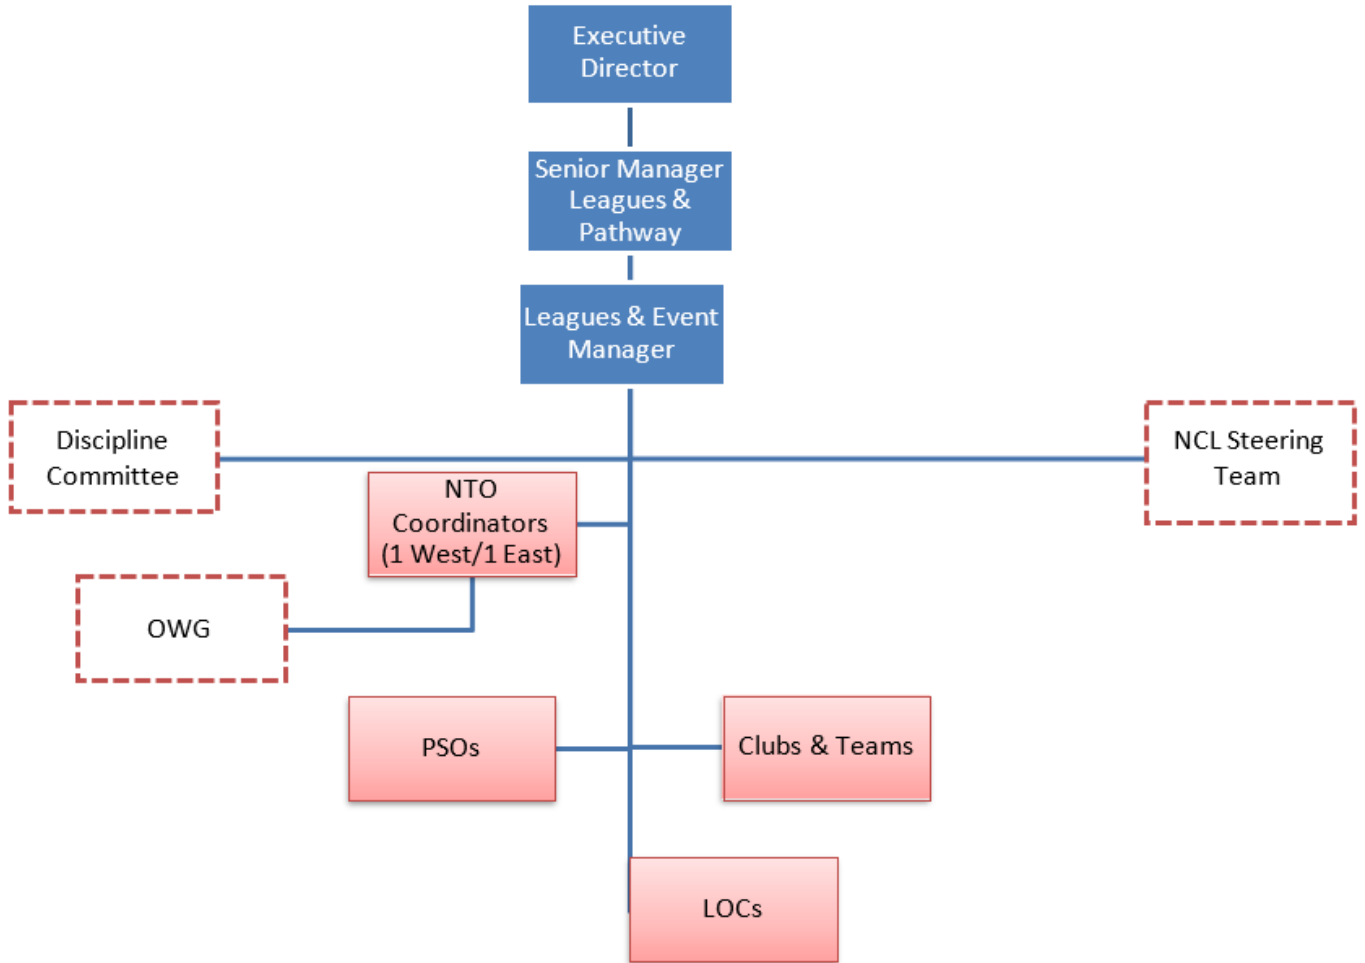 Executive
Director
Senior Manager
Leagues &
Pathway
Leagues & Event
Manager
Discipline
Committee
NCL Steering
Team
NTO
Coordinators
(1 West/1 East)
OWG
PSOs
Clubs & Teams
LOCs